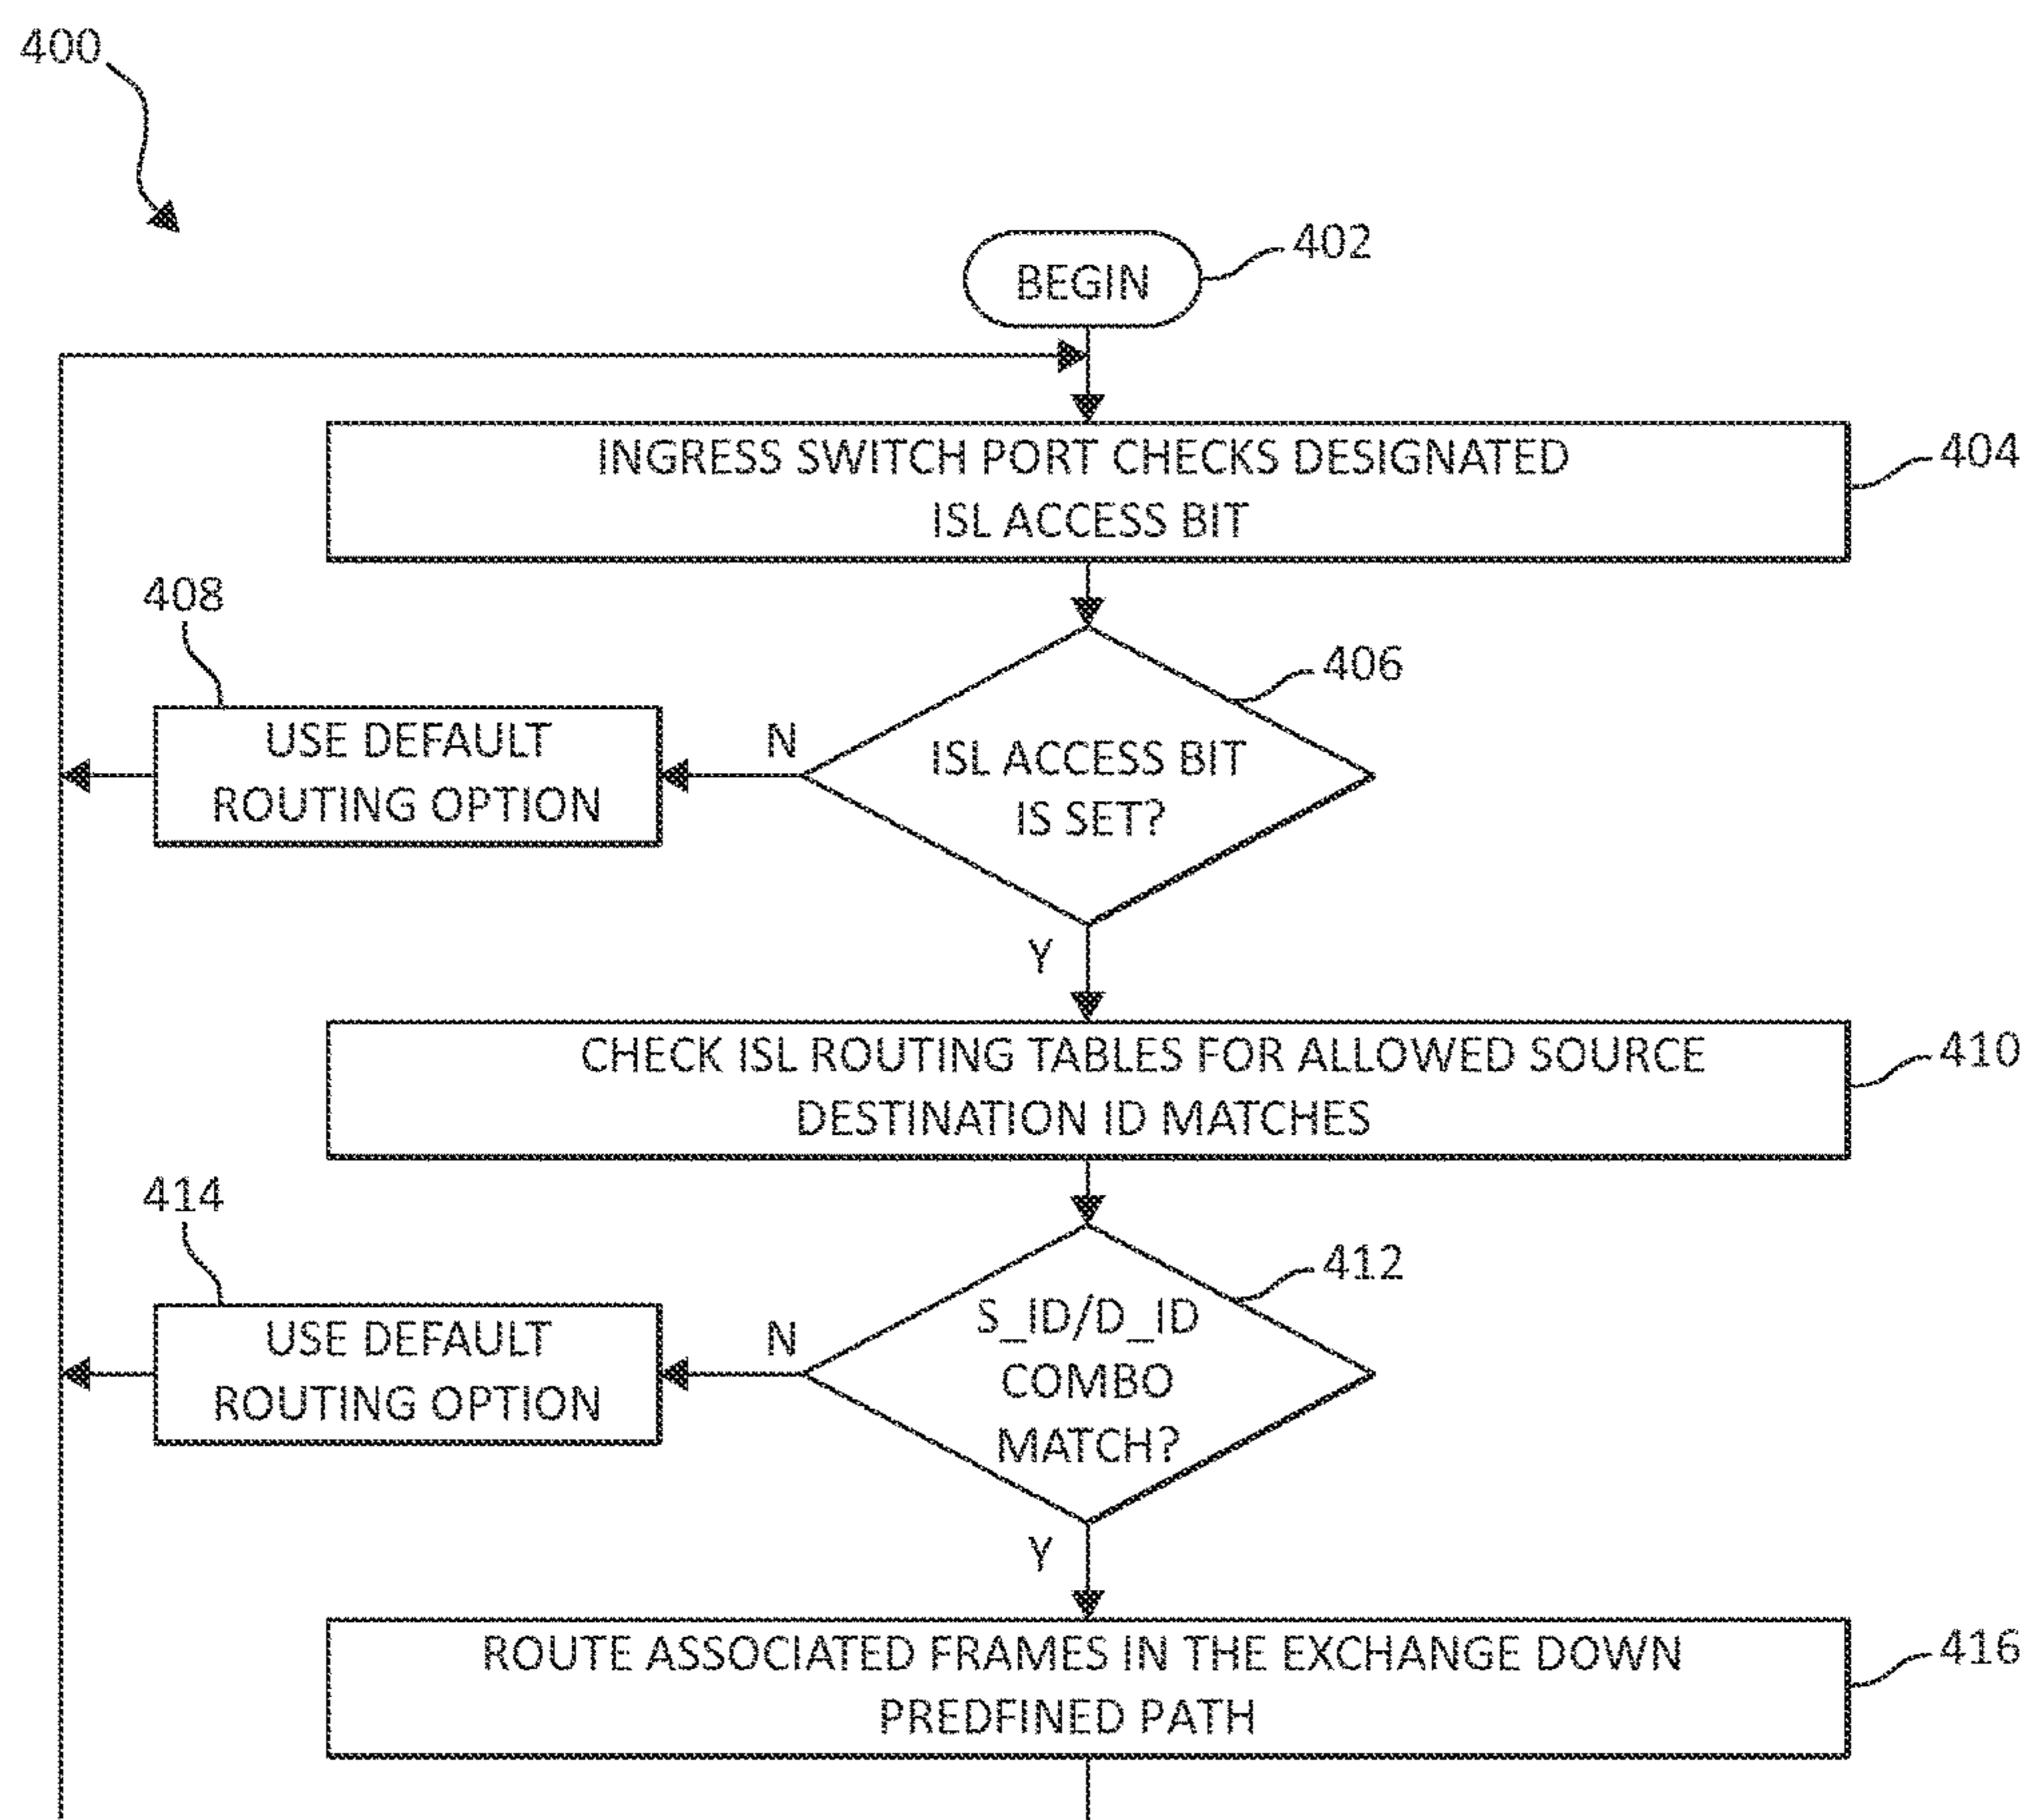 400
BEGIN
402
INGRESS SWITCH PORT CHECKS DESIGNATED
ISL ACCESS BIT
404
408
406
USE DEFAULT
ROUTING OPTION
N
ISL ACCESS BIT
IS SET?
Y
CHECK ISL ROUTING TABLES FOR ALLOWED SOURCE
DESTINATION ID MATCHES
410
414
412
USE DEFAULT
ROUTING OPTION
N
S_ID/D_ID
COMBO
MATCH?
Y
ROUTE ASSOCIATED FRAMES IN THE EXCHANGE DOWN
PREDFINED PATH
416